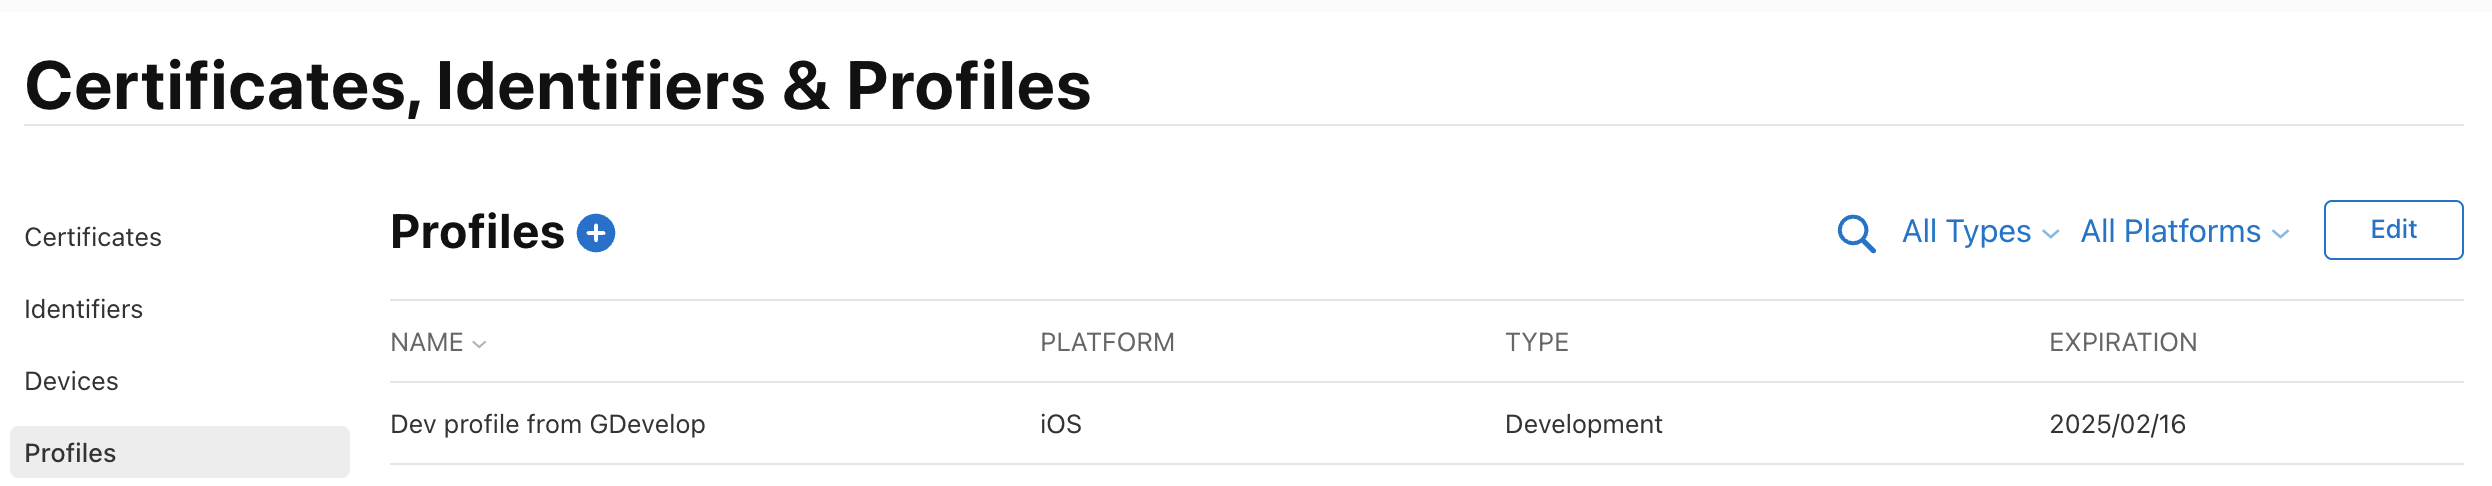 Certificates, Identifiers & Profiles
Certificates
Identifiers
Devices
Profiles
Profiles
All Types
All Platforms
Edit
NAME PLATFORM TYPE EXPIRATION
Dev profile from GDevelop iOS Development 2025/02/16